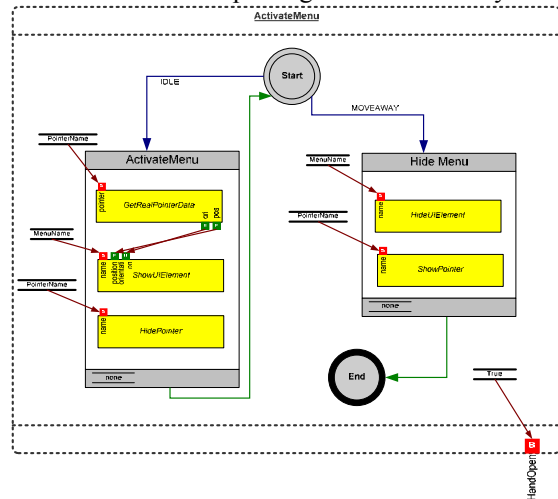 ActivateMenu
Start
IDLE
MOVEAWAY
PointerName
ActivateMenu
S
pointer
GetRealPointerData
ori
pos
MenuName
S
name
position
orientati
on
ShowUIElement
PointerName
S
name
HidePointer
none
Hide Menu
MenuName
S
name
HideUIElement
PointerName
S
name
ShowPointer
none
End
True
B
HandOpen